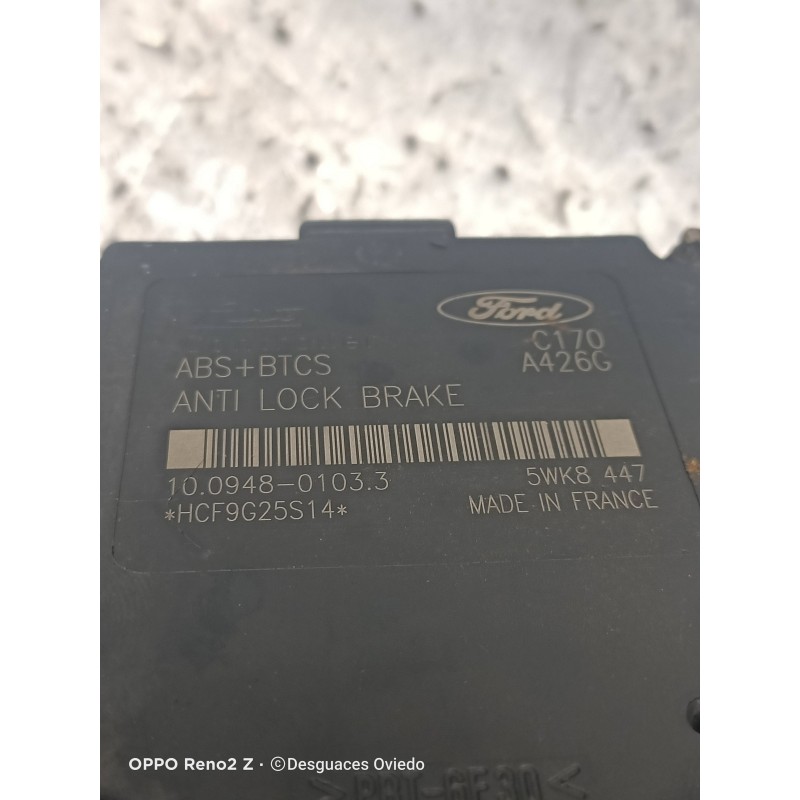 Ford
C170
ABS+BTCS A426G
ANTI LOCK BRAKE
10.0948-0103.3 5WK8 447
*HCF9G25S14* MADE IN FRANCE
OPPO Reno2 Z · ©Desguaces Oviedo